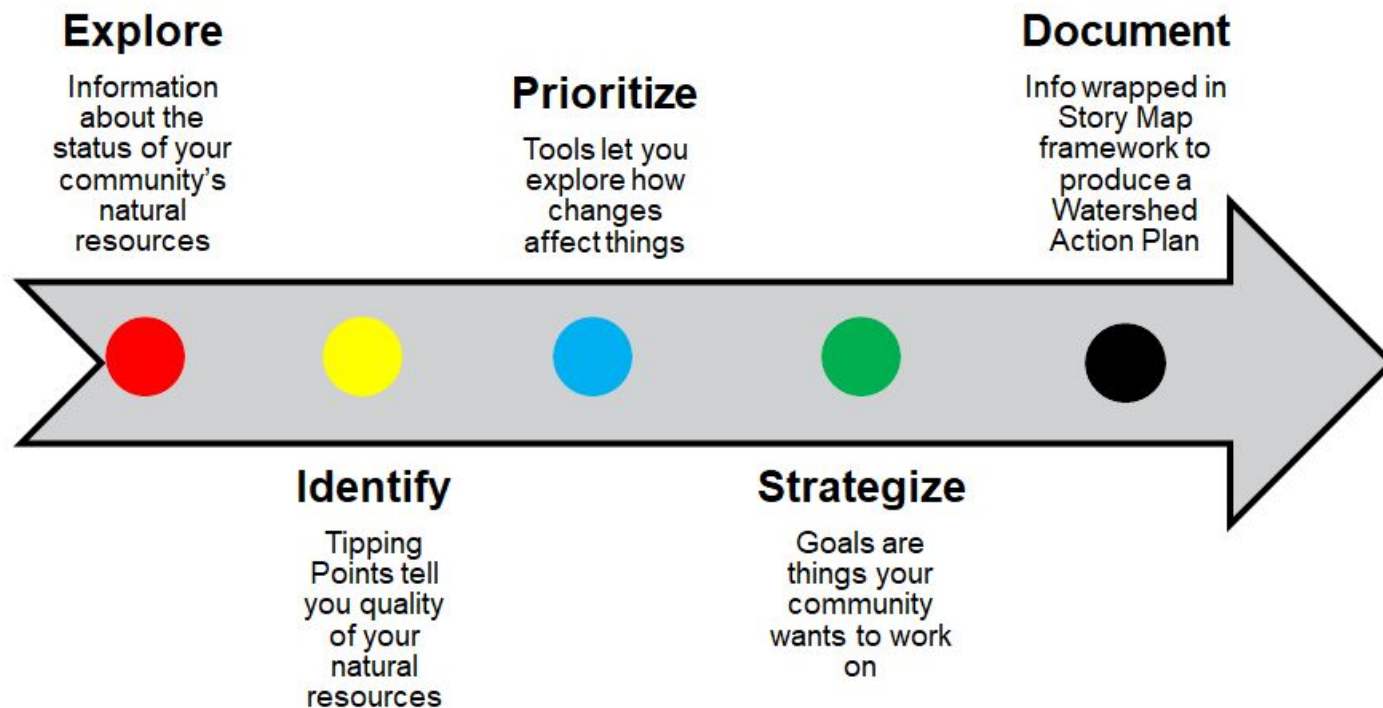 Explore
Information
about the
status of your
community's
natural
resources
Identify
Tipping
Points tell
you quality
of your
natural
resources
Prioritize
Tools let you
explore how
changes
affect things
Strategize
Goals are
things your
community
wants to work
on
Document
Info wrapped in
Story Map
framework to
produce a
Watershed
Action Plan